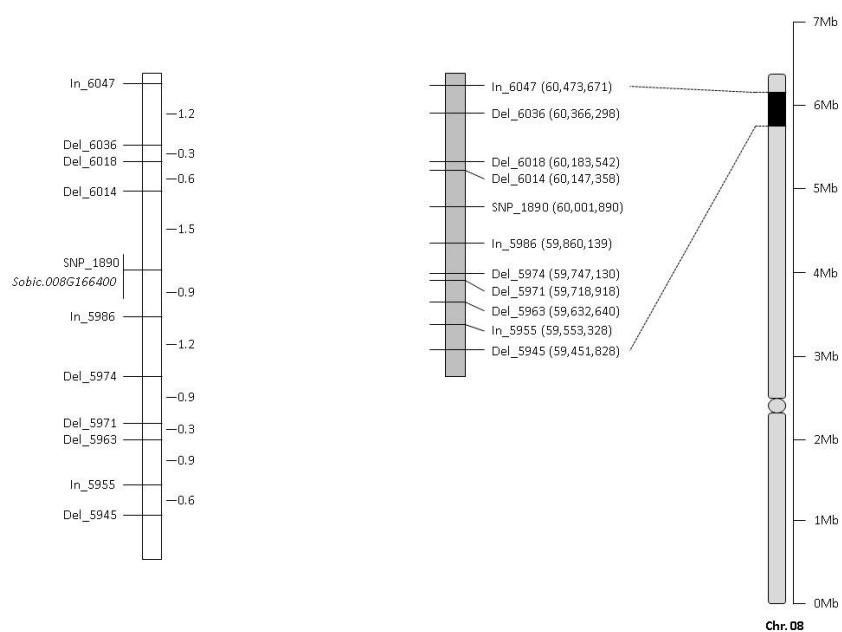 In_6047
1.2
Del_6036
0.3
Del_6018
0.6
Del_6014
1.5
SNP_1890
Sobic.008G166400
0.9
In_5986
1.2
Del_5974
0.9
Del_5971
0.3
Del_5963
0.9
In_5955
0.6
Del_5945
In_6047 (60,473,671)
Del_6036 (60,366,298)
Del_6018 (60,183,542)
Del_6014 (60,147,358)
SNP_1890 (60,001,890)
In_5986 (59,860,139)
Del_5974 (59,747,130)
Del_5971 (59,718,918)
Del_5963 (59,632,640)
In_5955 (59,553,328)
Del_5945 (59,451,828)
7Mb
6Mb
5Mb
4Mb
3Mb
2Mb
1Mb
0Mb
Chr. 08